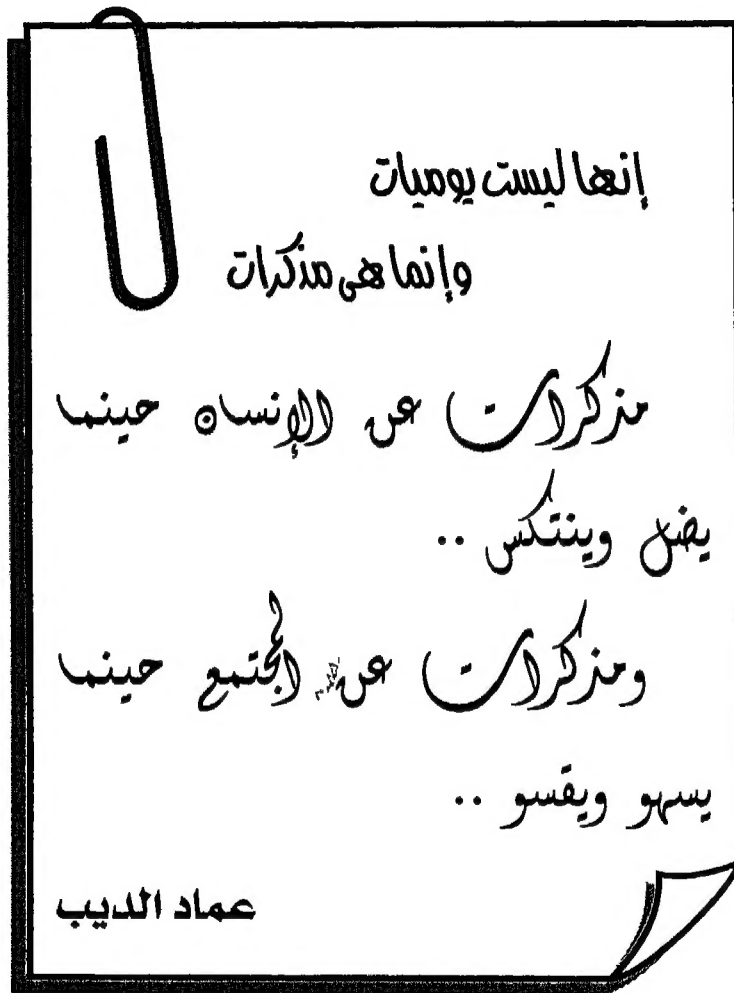 إنها ليست يوميات
وإنما هى مذكرات
مذكرات عن الإنسان حينما
يضل وينتكس ..
ومذكرات عن المجتمع حينما
يسهو ويقسو ..
عماد الديب